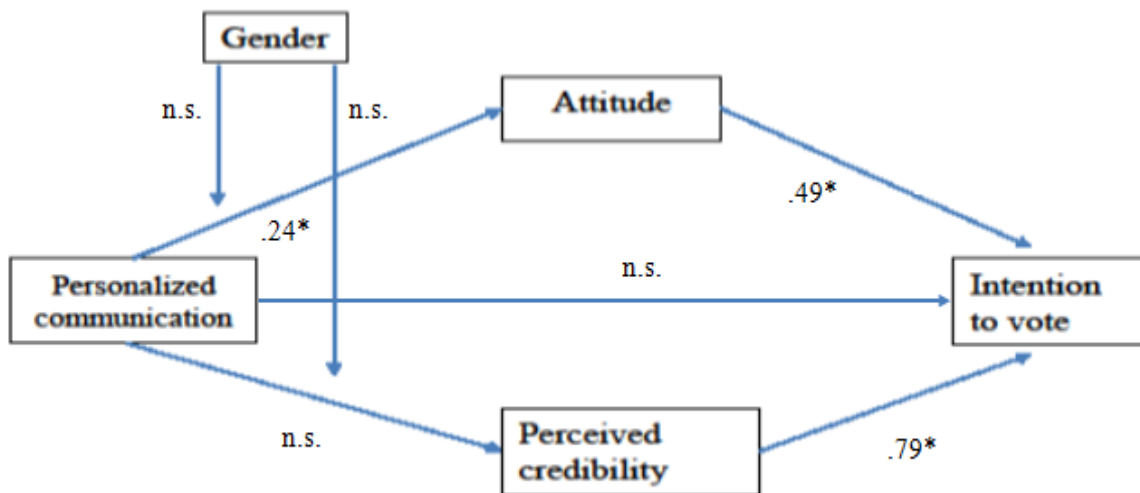 Gender
n.s.
n.s.
Attitude
.24*
.49*
Personalized
communication
n.s.
Intention
to vote
n.s.
Perceived
credibility
.79*